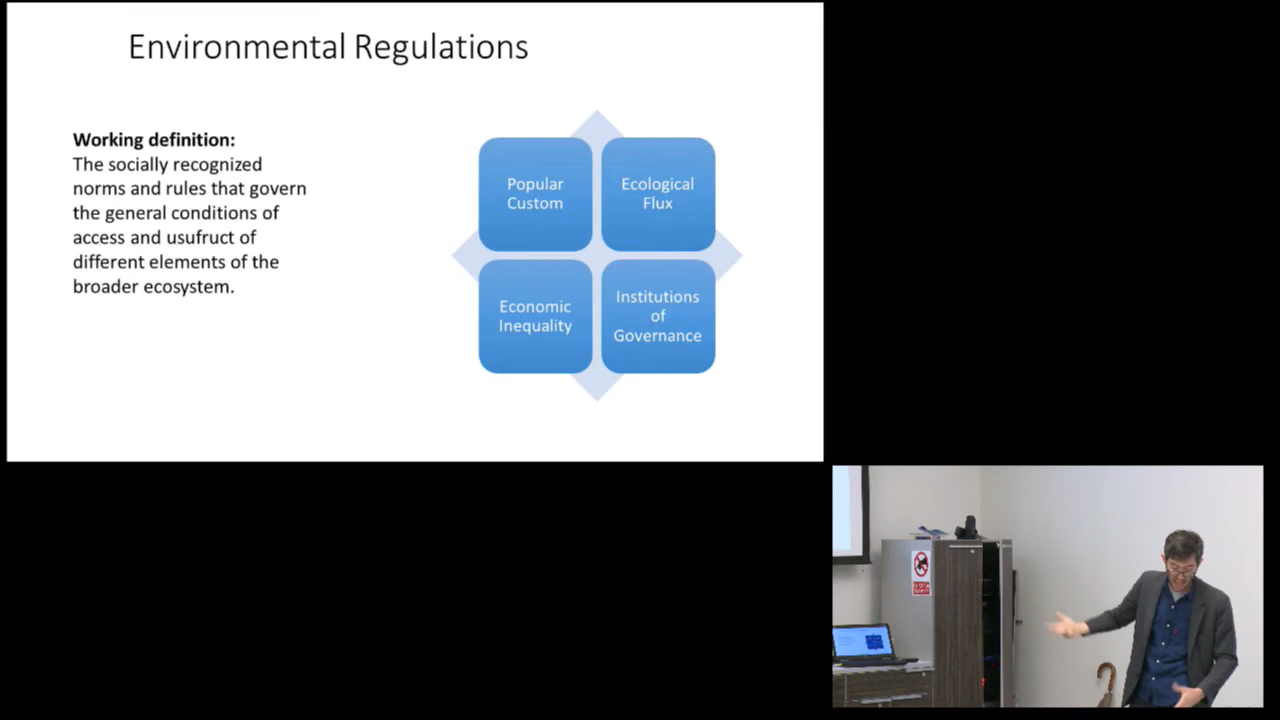 Environmental Regulations
Working definition:
The socially recognized
norms and rules that govern
the general conditions of
access and usufruct of
different elements of the
broader ecosystem.
Popular
Custom
Ecological
Flux
Economic
Inequality
Institutions
of
Governance